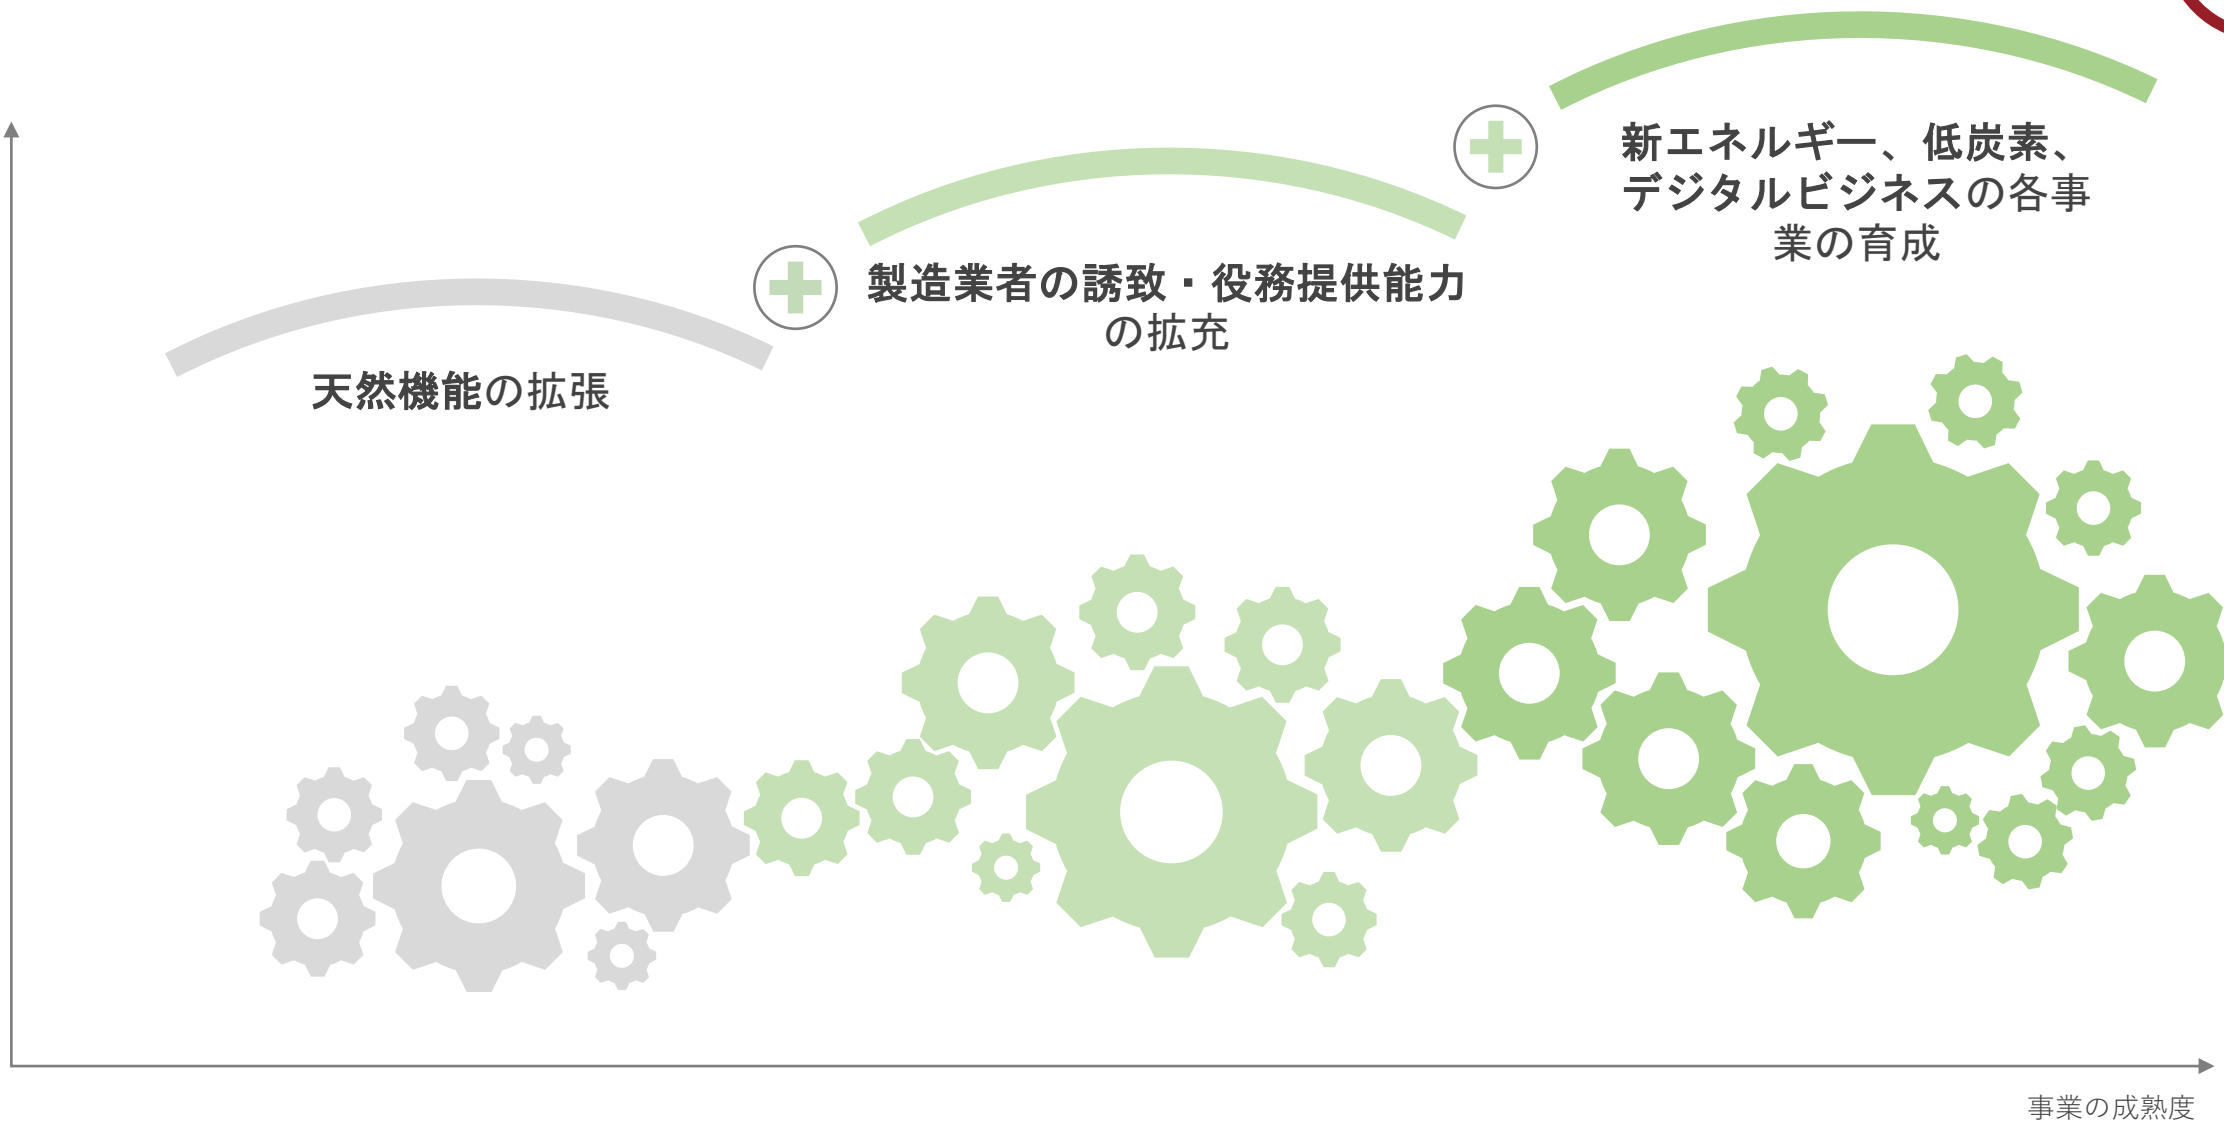 新エネルギー、低炭素、
デジタルビジネスの各事
業の育成
製造業者の誘致・役務提供能力
の拡充
天然機能の拡張
事業の成熟度